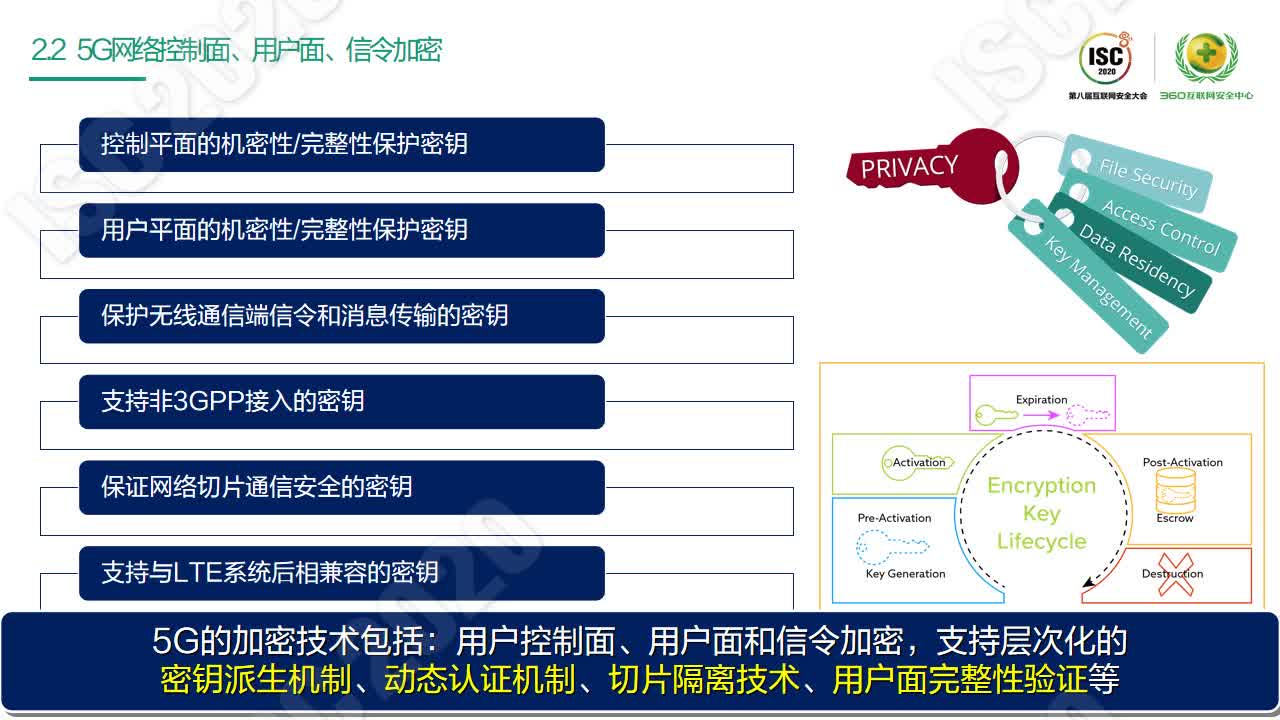 2.2 5G网络控制面、用户面、信令加密
ISC
2020
第八届互联网安全大会
360互联网安全中心
控制平面的机密性/完整性保护密钥
用户平面的机密性/完整性保护密钥
保护无线通信端信令和消息传输的密钥
支持非3GPP接入的密钥
保证网络切片通信安全的密钥
支持与LTE系统后相兼容的密钥
PRIVACY
File Security
Access Control
Data Residency
Key Management
Expiration
Activation
Post-Activation
Escrow
Pre-Activation
Key Generation
Destruction
Encryption
Key
Lifecycle
5G的加密技术包括：用户控制面、用户面和信令加密，支持层次化的
密钥派生机制、动态认证机制、切片隔离技术、用户面完整性验证等
ISC 2020
ISC 2020
ISC 2020